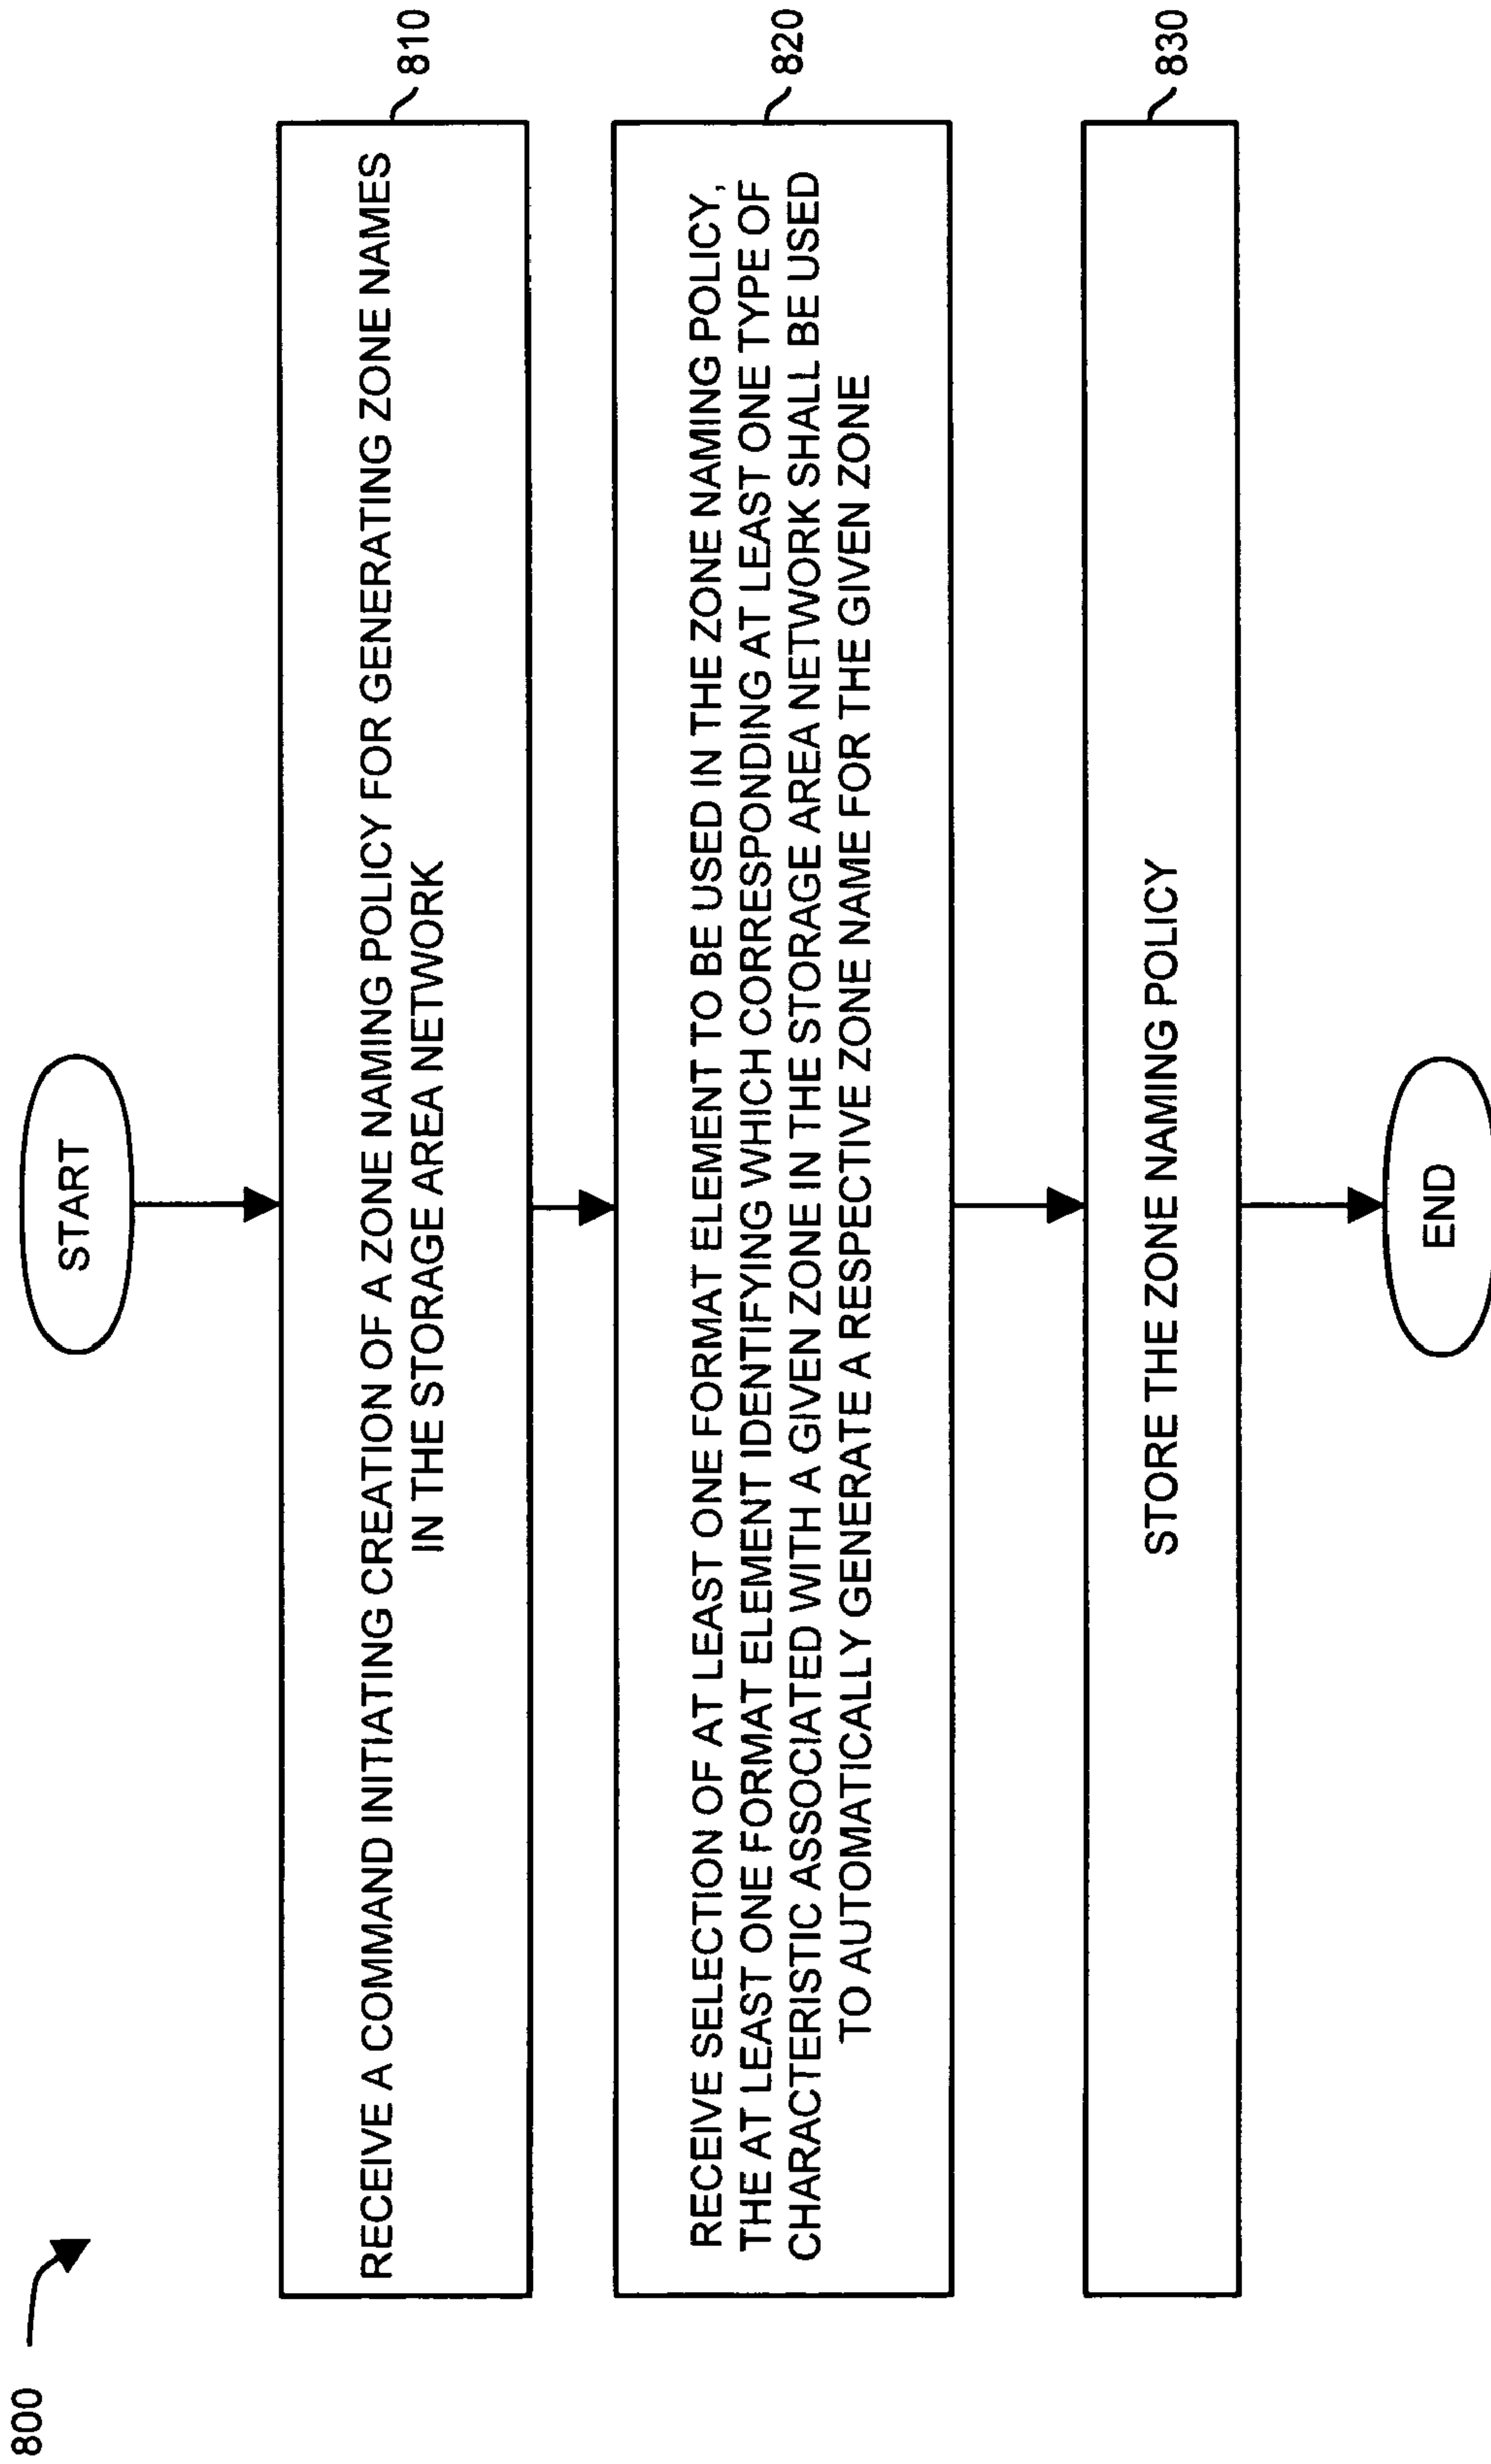 800
START
RECEIVE A COMMAND INITIATING CREATION OF A ZONE NAMING POLICY FOR GENERATING ZONE NAMES
IN THE STORAGE AREA NETWORK
810
RECEIVE SELECTION OF AT LEAST ONE FORMAT ELEMENT TO BE USED IN THE ZONE NAMING POLICY,
THE AT LEAST ONE FORMAT ELEMENT IDENTIFYING WHICH CORRESPONDING AT LEAST ONE TYPE OF
CHARACTERISTIC ASSOCIATED WITH A GIVEN ZONE IN THE STORAGE AREA NETWORK SHALL BE USED
TO AUTOMATICALLY GENERATE A RESPECTIVE ZONE NAME FOR THE GIVEN ZONE
820
STORE THE ZONE NAMING POLICY
830
END